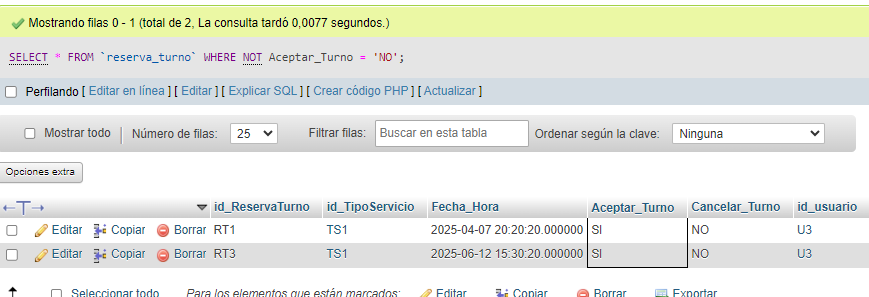 Mostrando filas 0 - 1 (total de 2, La consulta tardó 0,0077 segundos.)
SELECT * FROM `reserva_turno` WHERE NOT Aceptar_Turno = 'NO';
Perfilando [ Editar en línea ] [ Editar ] [ Explicar SQL ] [ Crear código PHP ] [ Actualizar ]
Mostrar todo | Número de filas: 25 Filtrar filas: Buscar en esta tabla Ordenar según la clave: Ninguna
Opciones extra
←T→ id_ReservaTurno id_TipoServicio Fecha_Hora Aceptar_Turno Cancelar_Turno id_usuario
Editar Copiar Borrar RT1 TS1 2025-04-07 20:20:20.000000 SI NO U3
Editar Copiar Borrar RT3 TS1 2025-06-12 15:30:20.000000 SI NO U3
Seleccionar todo Para los elementos que están marcados: Editar Copiar Borrar Exportar